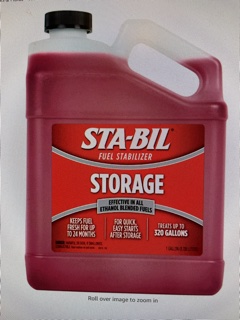 STA-BIL
FUEL STABILIZER
STORAGE
EFFECTIVE IN ALL
ETHANOL BLENDED FUELS
KEEPS FUEL
FRESH FOR UP
TO 24 MONTHS
FOR QUICK,
EASY STARTS
AFTER STORAGE
TREATS UP TO
320 GALLONS
Roll over image to zoom in